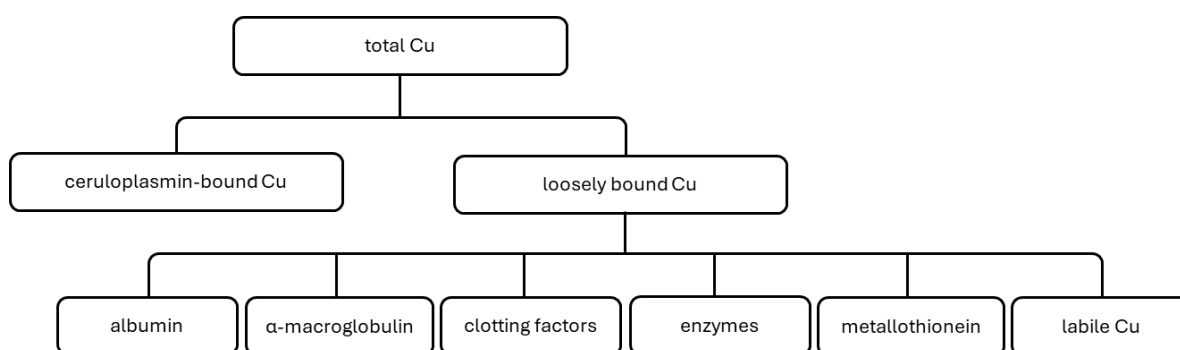 total Cu
ceruloplasmin-bound Cu
loosely bound Cu
albumin
α-macroglobulin
clotting factors
enzymes
metallothionein
labile Cu